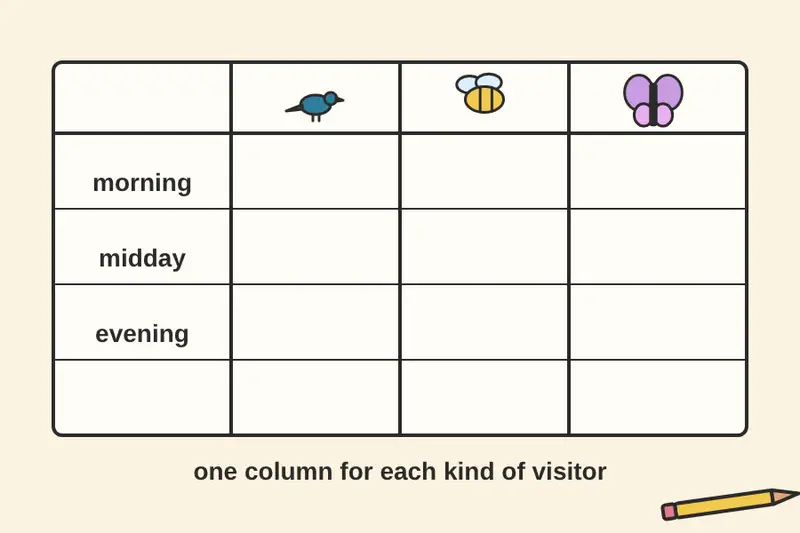 morning
midday
evening
one column for each kind of visitor